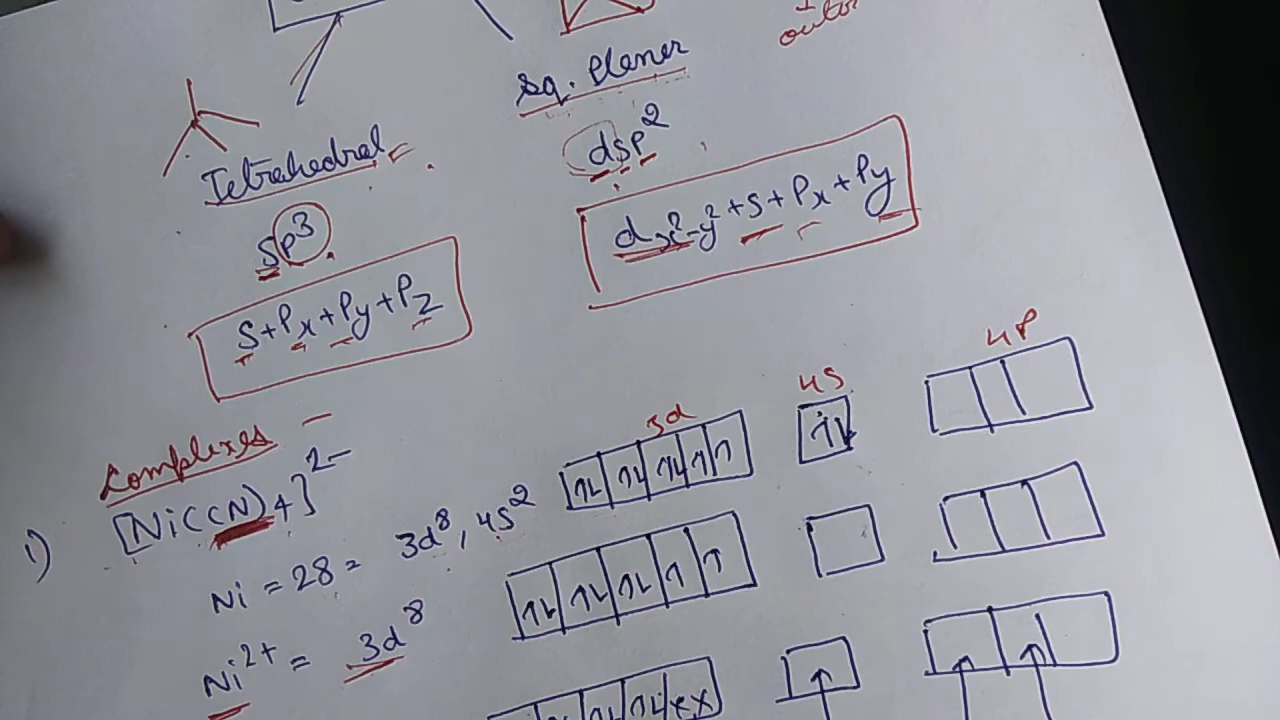 outer
Sq. Planer
dsp²
dx²-y² + s + Px + Py
Tetrahedral
SP³
S + Px + Py + Pz
Complexes -
4S
4P
3d
1) [Ni(CN)4]²⁻
Ni = 28 = 3d⁸, 4S²
Ni²⁺ = 3d⁸